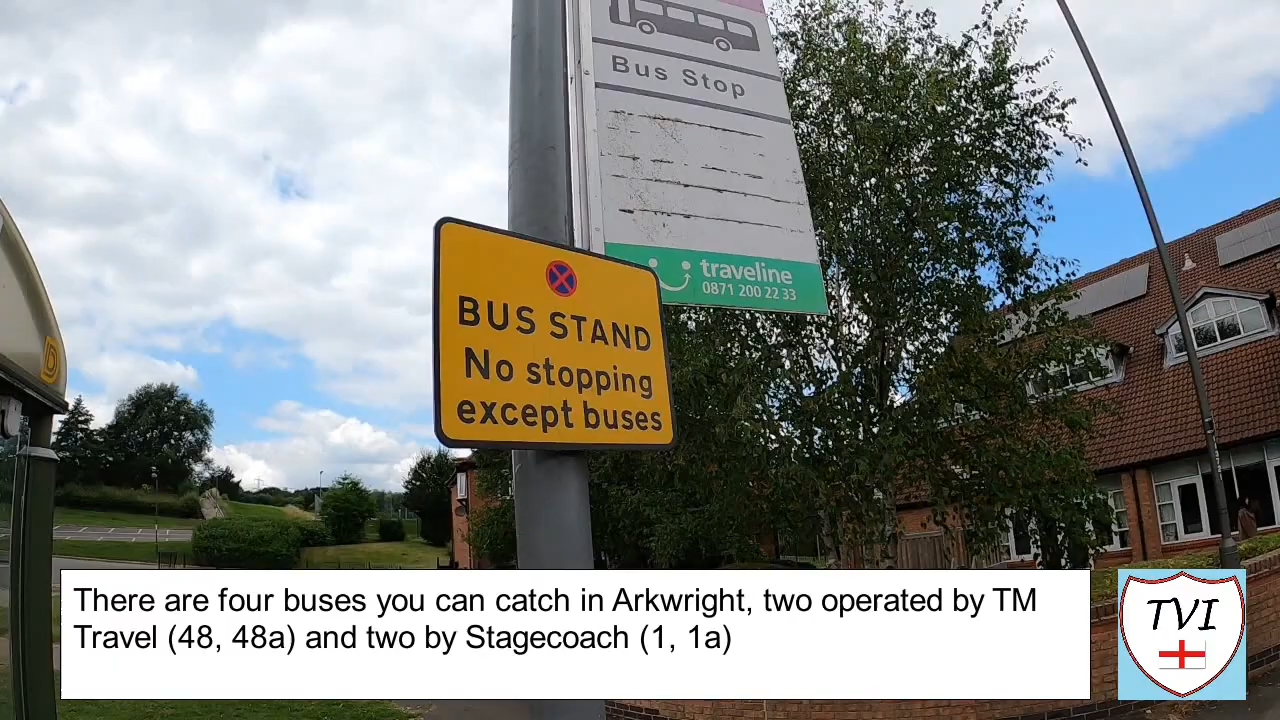 Bus Stop
traveline
0871 200 22 33
BUS STAND
No stopping
except buses
There are four buses you can catch in Arkwright, two operated by TM
Travel (48, 48a) and two by Stagecoach (1, 1a)
TVI